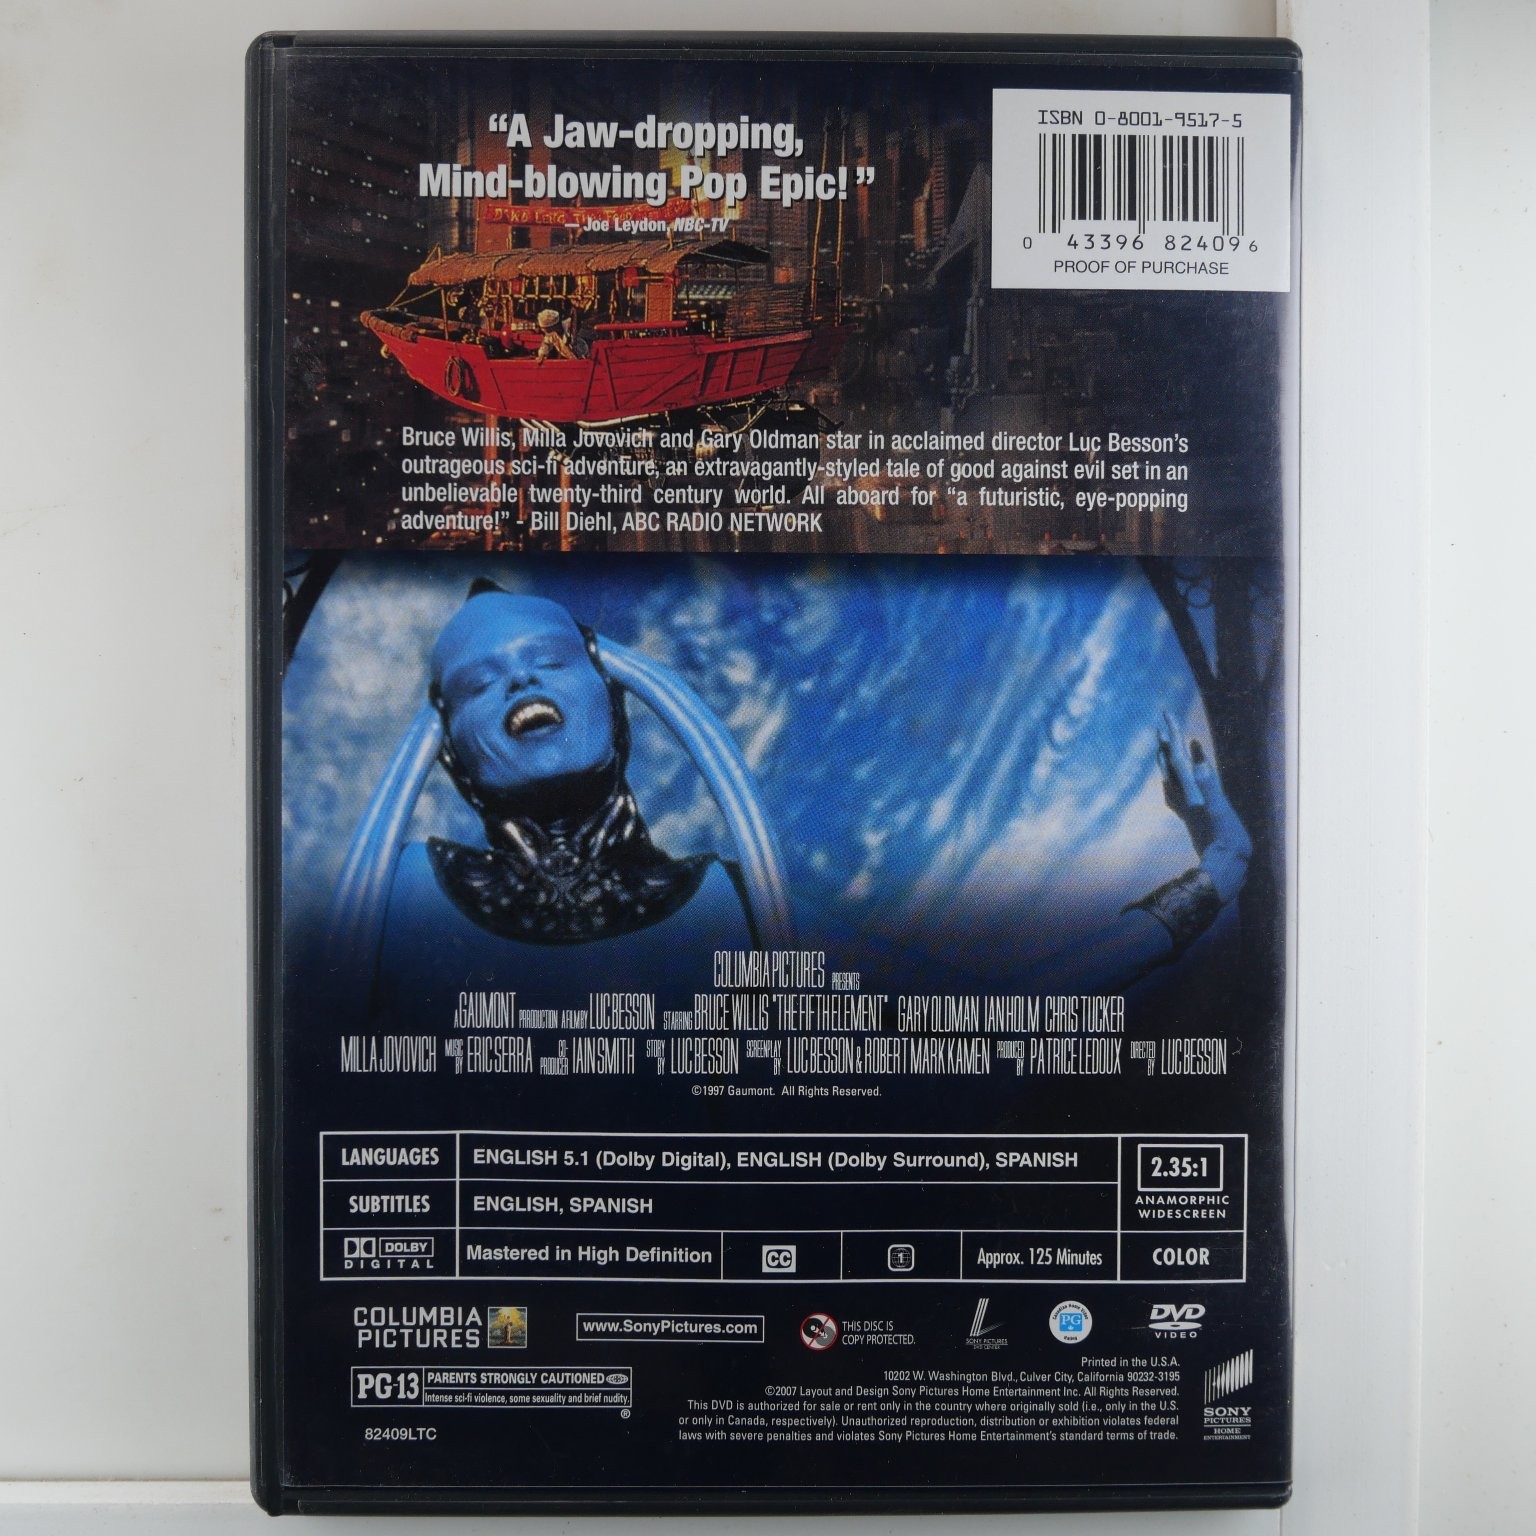 “A Jaw-dropping,
Mind-blowing Pop Epic!”
— Joe Leydon, NBC-TV
ISBN 0-8001-9517-5
0 43396 82409 6
PROOF OF PURCHASE
Bruce Willis, Milla Jovovich and Gary Oldman star in acclaimed director Luc Besson’s
outrageous sci-fi adventure, an extravagantly-styled tale of good against evil set in an
unbelievable twenty-third century world. All aboard for “a futuristic, eye-popping
adventure!” - Bill Diehl, ABC RADIO NETWORK
COLUMBIA PICTURES PRESENTS
A GAUMONT PRODUCTION A FILM BY LUC BESSON STARRING BRUCE WILLIS "THE FIFTH ELEMENT" GARY OLDMAN IAN HOLM CHRIS TUCKER
MILLA JOVOVICH MUSIC BY ERIC SERRA CO-PRODUCER IAIN SMITH STORY BY LUC BESSON SCREENPLAY BY LUC BESSON & ROBERT MARK KAMEN PRODUCED BY PATRICE LEDOUX DIRECTED BY LUC BESSON
©1997 Gaumont. All Rights Reserved.
LANGUAGES ENGLISH 5.1 (Dolby Digital), ENGLISH (Dolby Surround), SPANISH
2.35:1
ANAMORPHIC
WIDESCREEN
SUBTITLES ENGLISH, SPANISH
DOLBY
DIGITAL
Mastered in High Definition CC 1 Approx. 125 Minutes COLOR
COLUMBIA
PICTURES
www.SonyPictures.com
THIS DISC IS
COPY PROTECTED.
SONY PICTURES
DVD CENTER
Canadian Home Video
PG
Rating
DVD
VIDEO
PG-13 PARENTS STRONGLY CAUTIONED
Intense sci-fi violence, some sexuality and brief nudity.
®
82409LTC
Printed in the U.S.A.
10202 W. Washington Blvd., Culver City, California 90232-3195
©2007 Layout and Design Sony Pictures Home Entertainment Inc. All Rights Reserved.
This DVD is authorized for sale or rent only in the country where originally sold (i.e., only in the U.S.
or only in Canada, respectively). Unauthorized reproduction, distribution or exhibition violates federal
laws with severe penalties and violates Sony Pictures Home Entertainment's standard terms of trade.
SONY
PICTURES
HOME
ENTERTAINMENT